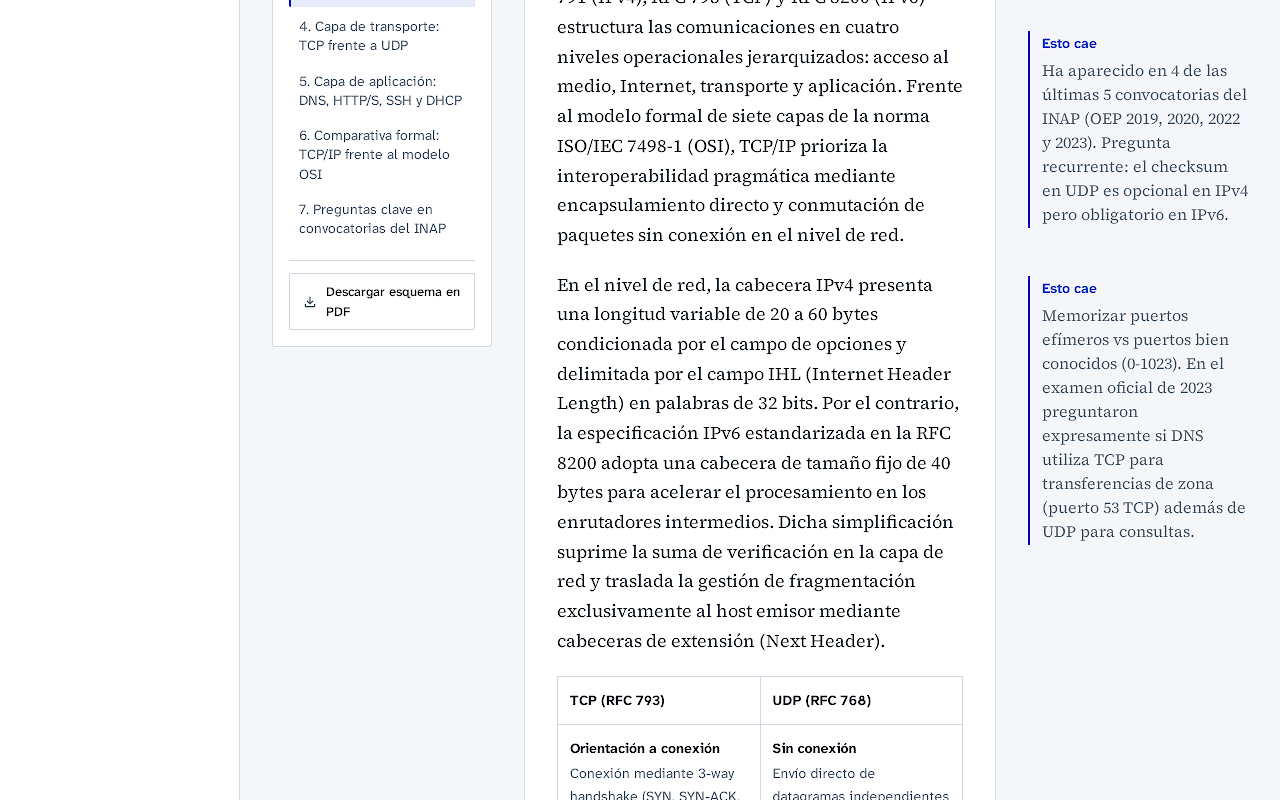 4. Capa de transporte:
TCP frente a UDP
5. Capa de aplicación:
DNS, HTTP/S, SSH y DHCP
6. Comparativa formal:
TCP/IP frente al modelo
OSI
7. Preguntas clave en
convocatorias del INAP
Descargar esquema en
PDF
estructura las comunicaciones en cuatro
niveles operacionales jerarquizados: acceso al
medio, Internet, transporte y aplicación. Frente
al modelo formal de siete capas de la norma
ISO/IEC 7498-1 (OSI), TCP/IP prioriza la
interoperabilidad pragmática mediante
encapsulamiento directo y conmutación de
paquetes sin conexión en el nivel de red.
En el nivel de red, la cabecera IPv4 presenta
una longitud variable de 20 a 60 bytes
condicionada por el campo de opciones y
delimitada por el campo IHL (Internet Header
Length) en palabras de 32 bits. Por el contrario,
la especificación IPv6 estandarizada en la RFC
8200 adopta una cabecera de tamaño fijo de 40
bytes para acelerar el procesamiento en los
enrutadores intermedios. Dicha simplificación
suprime la suma de verificación en la capa de
red y traslada la gestión de fragmentación
exclusivamente al host emisor mediante
cabeceras de extensión (Next Header).
TCP (RFC 793)
UDP (RFC 768)
Orientación a conexión
Conexión mediante 3-way
handshake (SYN, SYN-ACK,
Sin conexión
Envío directo de
datagramas independientes
Esto cae
Ha aparecido en 4 de las
últimas 5 convocatorias del
INAP (OEP 2019, 2020, 2022
y 2023). Pregunta
recurrente: el checksum
en UDP es opcional en IPv4
pero obligatorio en IPv6.
Esto cae
Memorizar puertos
efímeros vs puertos bien
conocidos (0-1023). En el
examen oficial de 2023
preguntaron
expresamente si DNS
utiliza TCP para
transferencias de zona
(puerto 53 TCP) además de
UDP para consultas.